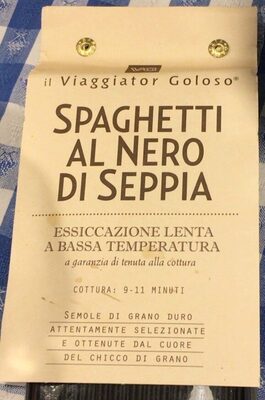 il Viaggiator Goloso®
SPAGHETTI
AL NERO
DI SEPPIA
ESSICCAZIONE LENTA
A BASSA TEMPERATURA
a garanzia di tenuta alla cottura
COTTURA: 9-11 MINUTI
SEMOLE DI GRANO DURO
ATTENTAMENTE SELEZIONATE
E OTTENUTE DAL CUORE
DEL CHICCO DI GRANO